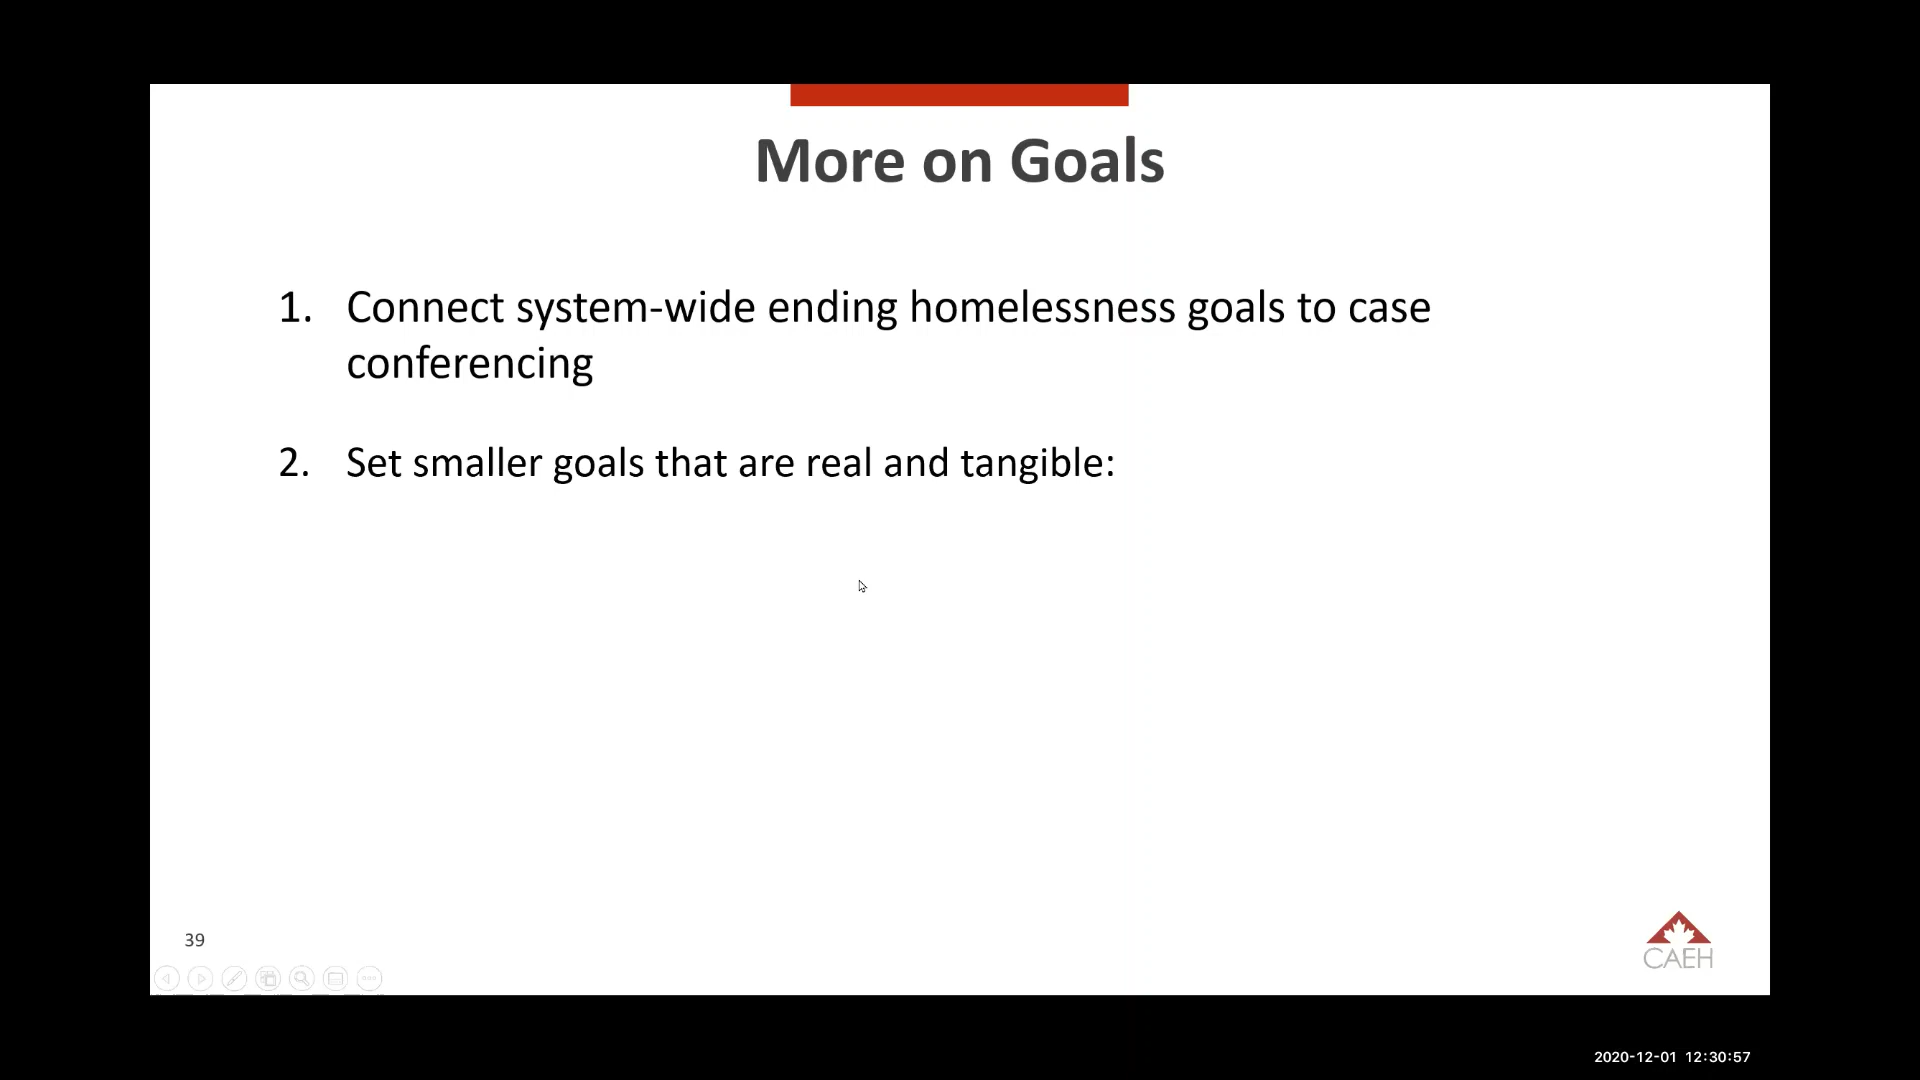 More on Goals
1. Connect system-wide ending homelessness goals to case
conferencing
2. Set smaller goals that are real and tangible:
39
CAEH
2020-12-01 12:30:57